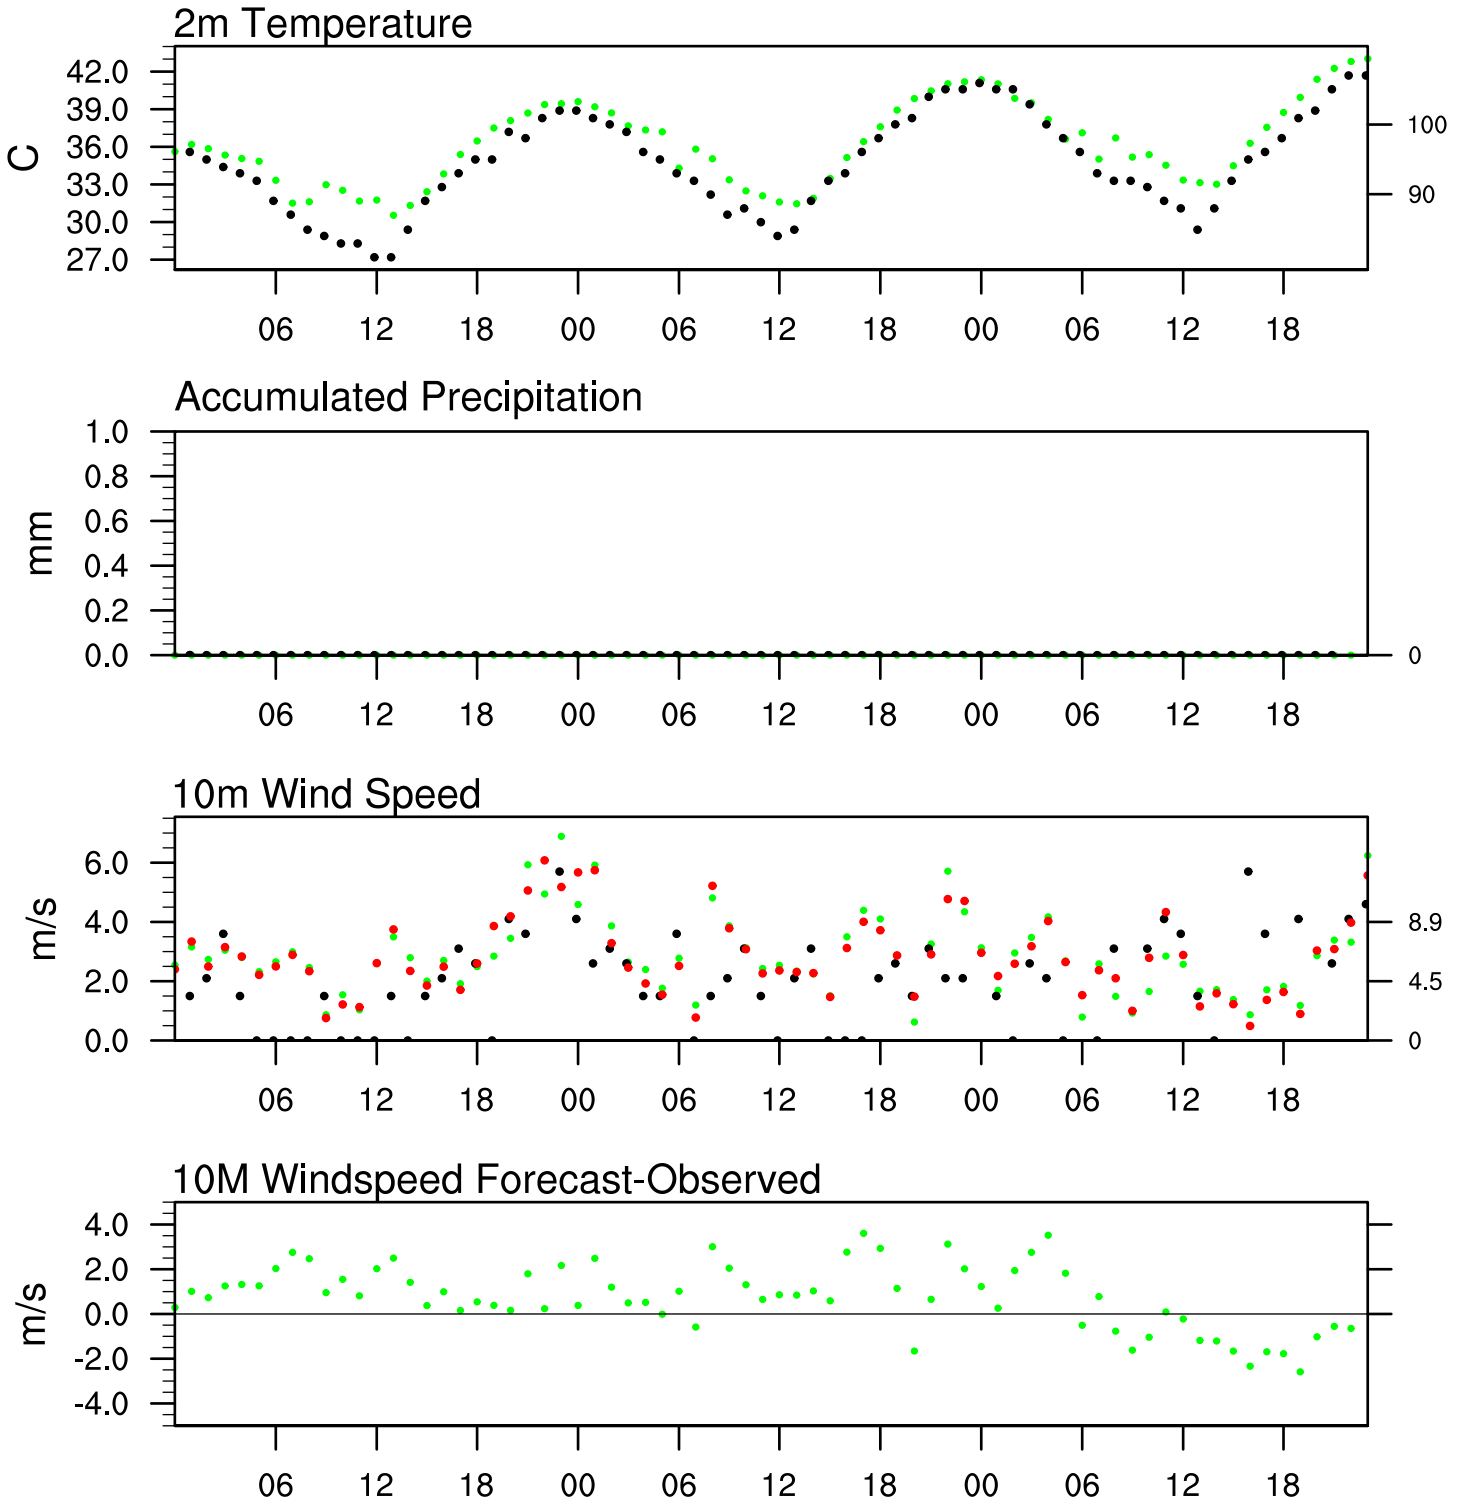 2m Temperature
42.0
39.0
36.0
33.0
30.0
27.0
C
100
90
06 12 18 00 06 12 18 00 06 12 18
Accumulated Precipitation
1.0
0.8
0.6
0.4
0.2
0.0
mm
0
06 12 18 00 06 12 18 00 06 12 18
10m Wind Speed
6.0
4.0
2.0
0.0
m/s
8.9
4.5
0
06 12 18 00 06 12 18 00 06 12 18
10M Windspeed Forecast-Observed
4.0
2.0
0.0
-2.0
-4.0
m/s
06 12 18 00 06 12 18 00 06 12 18